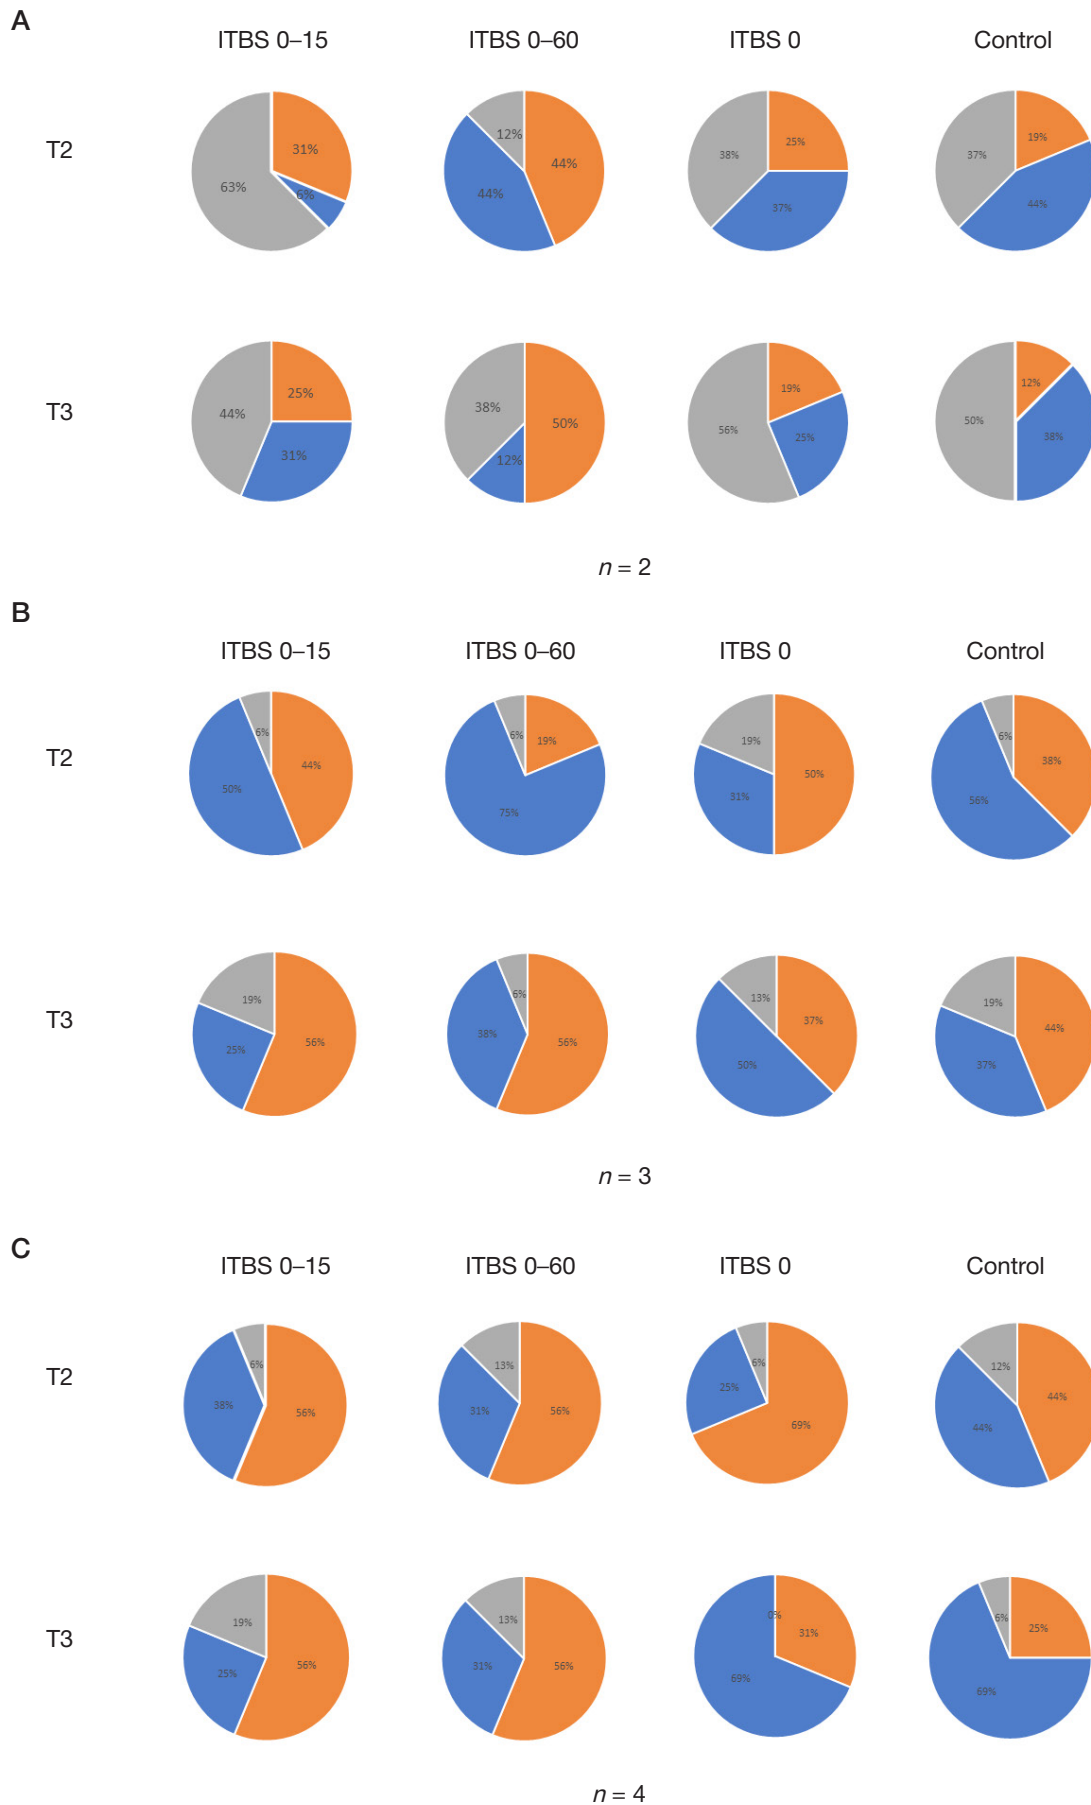 A
ITBS 0–15 ITBS 0–60 ITBS 0 Control
T2
31% 6% 63%
44% 44% 12%
25% 37% 38%
19% 44% 37%
T3
25% 31% 44%
50% 12% 38%
19% 25% 56%
12% 38% 50%
n = 2
B
ITBS 0–15 ITBS 0–60 ITBS 0 Control
T2
44% 50% 6%
19% 75% 6%
50% 31% 19%
38% 56% 6%
T3
56% 25% 19%
56% 38% 6%
37% 50% 13%
44% 37% 19%
n = 3
C
ITBS 0–15 ITBS 0–60 ITBS 0 Control
T2
56% 38% 6%
56% 31% 13%
69% 25% 6%
44% 44% 12%
T3
56% 25% 19%
56% 31% 13%
31% 69% 0%
25% 69% 6%
n = 4